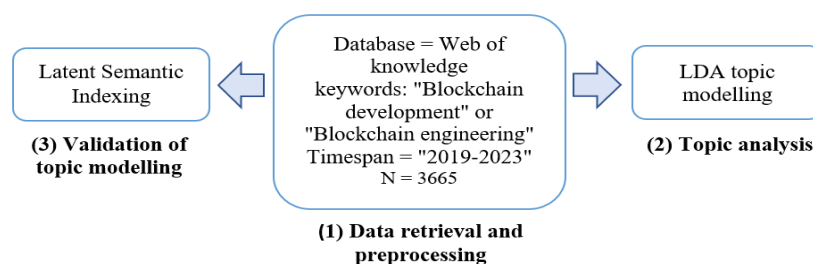 Latent Semantic
Indexing
(3) Validation of
topic modelling
Database = Web of
knowledge
keywords: "Blockchain
development" or
"Blockchain engineering"
Timespan = "2019-2023"
N = 3665
(1) Data retrieval and
preprocessing
LDA topic
modelling
(2) Topic analysis